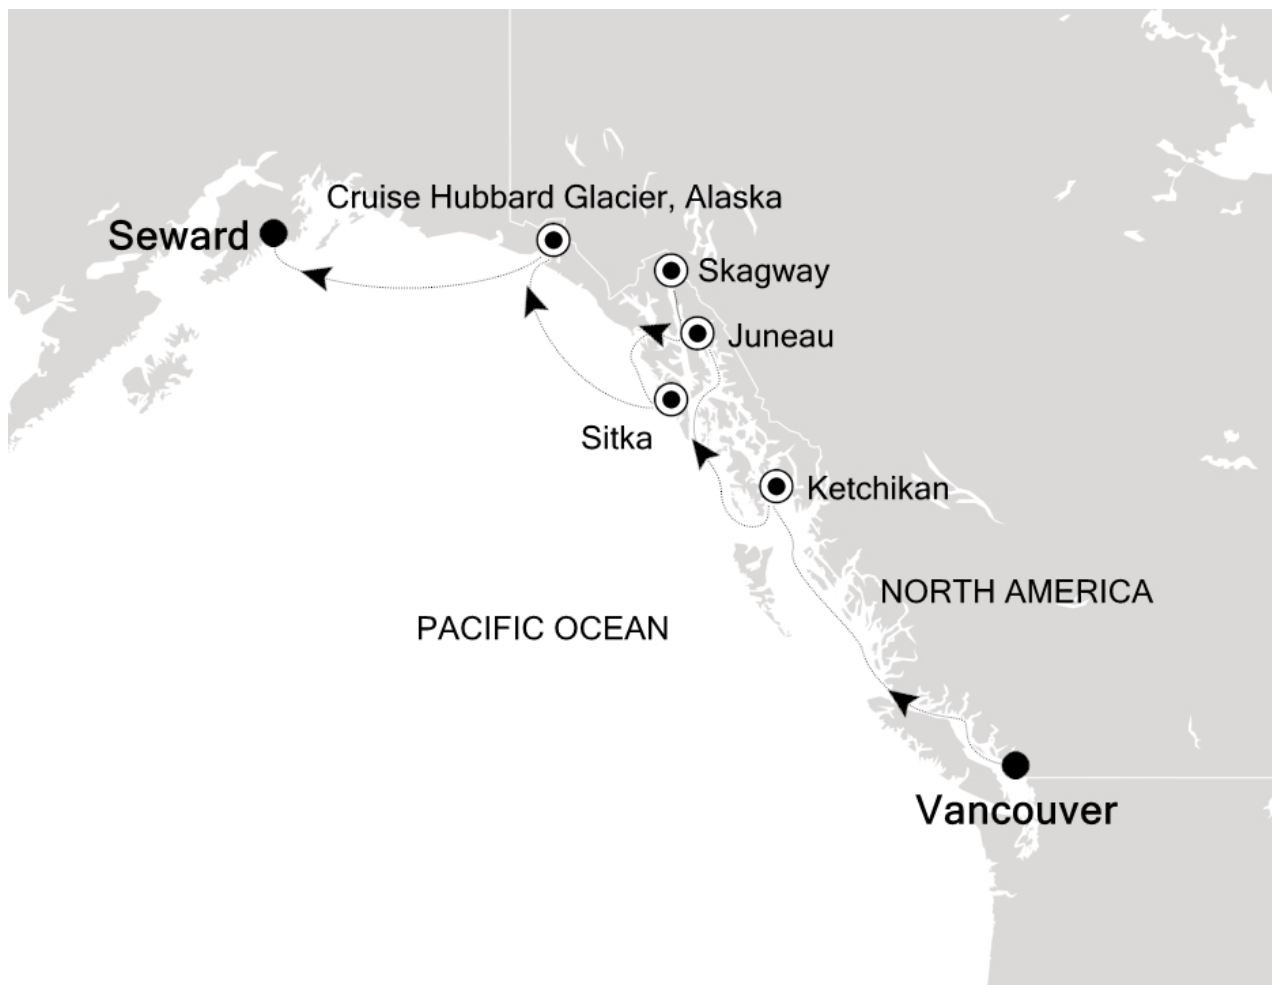 Cruise Hubbard Glacier, Alaska
Seward
Skagway
Juneau
Sitka
Ketchikan
NORTH AMERICA
PACIFIC OCEAN
Vancouver